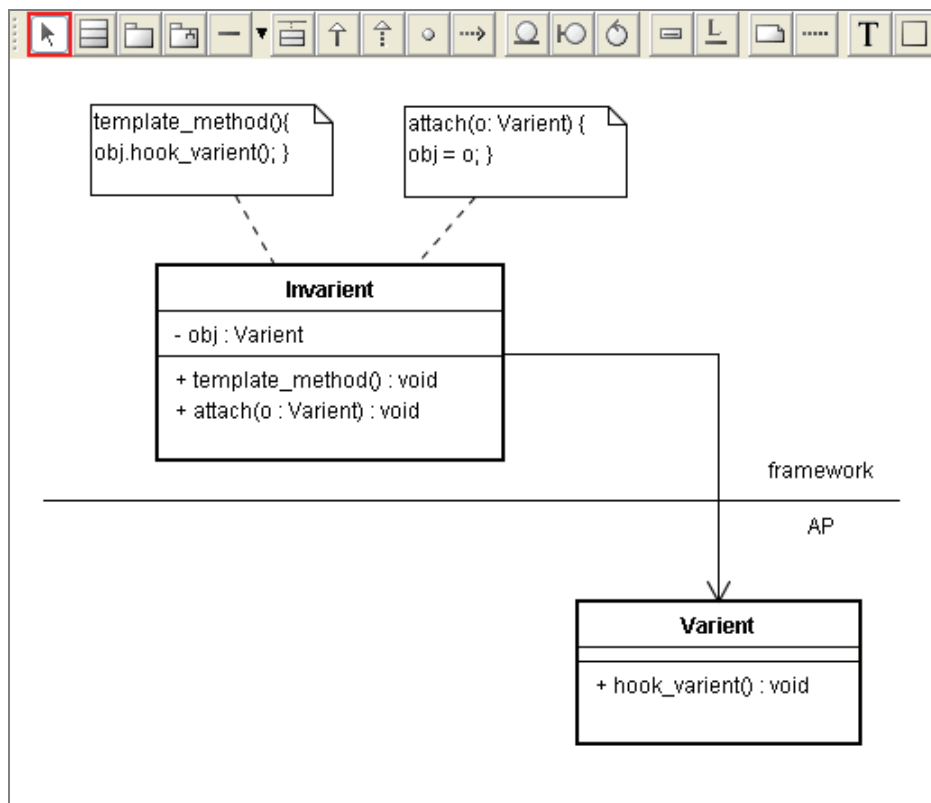 L
T
template_method(){
obj.hook_varient(); }
attach(o: Varient) {
obj = o; }
Invarient
- obj : Varient
+ template_method() : void
+ attach(o : Varient) : void
framework
AP
Varient
+ hook_varient() : void